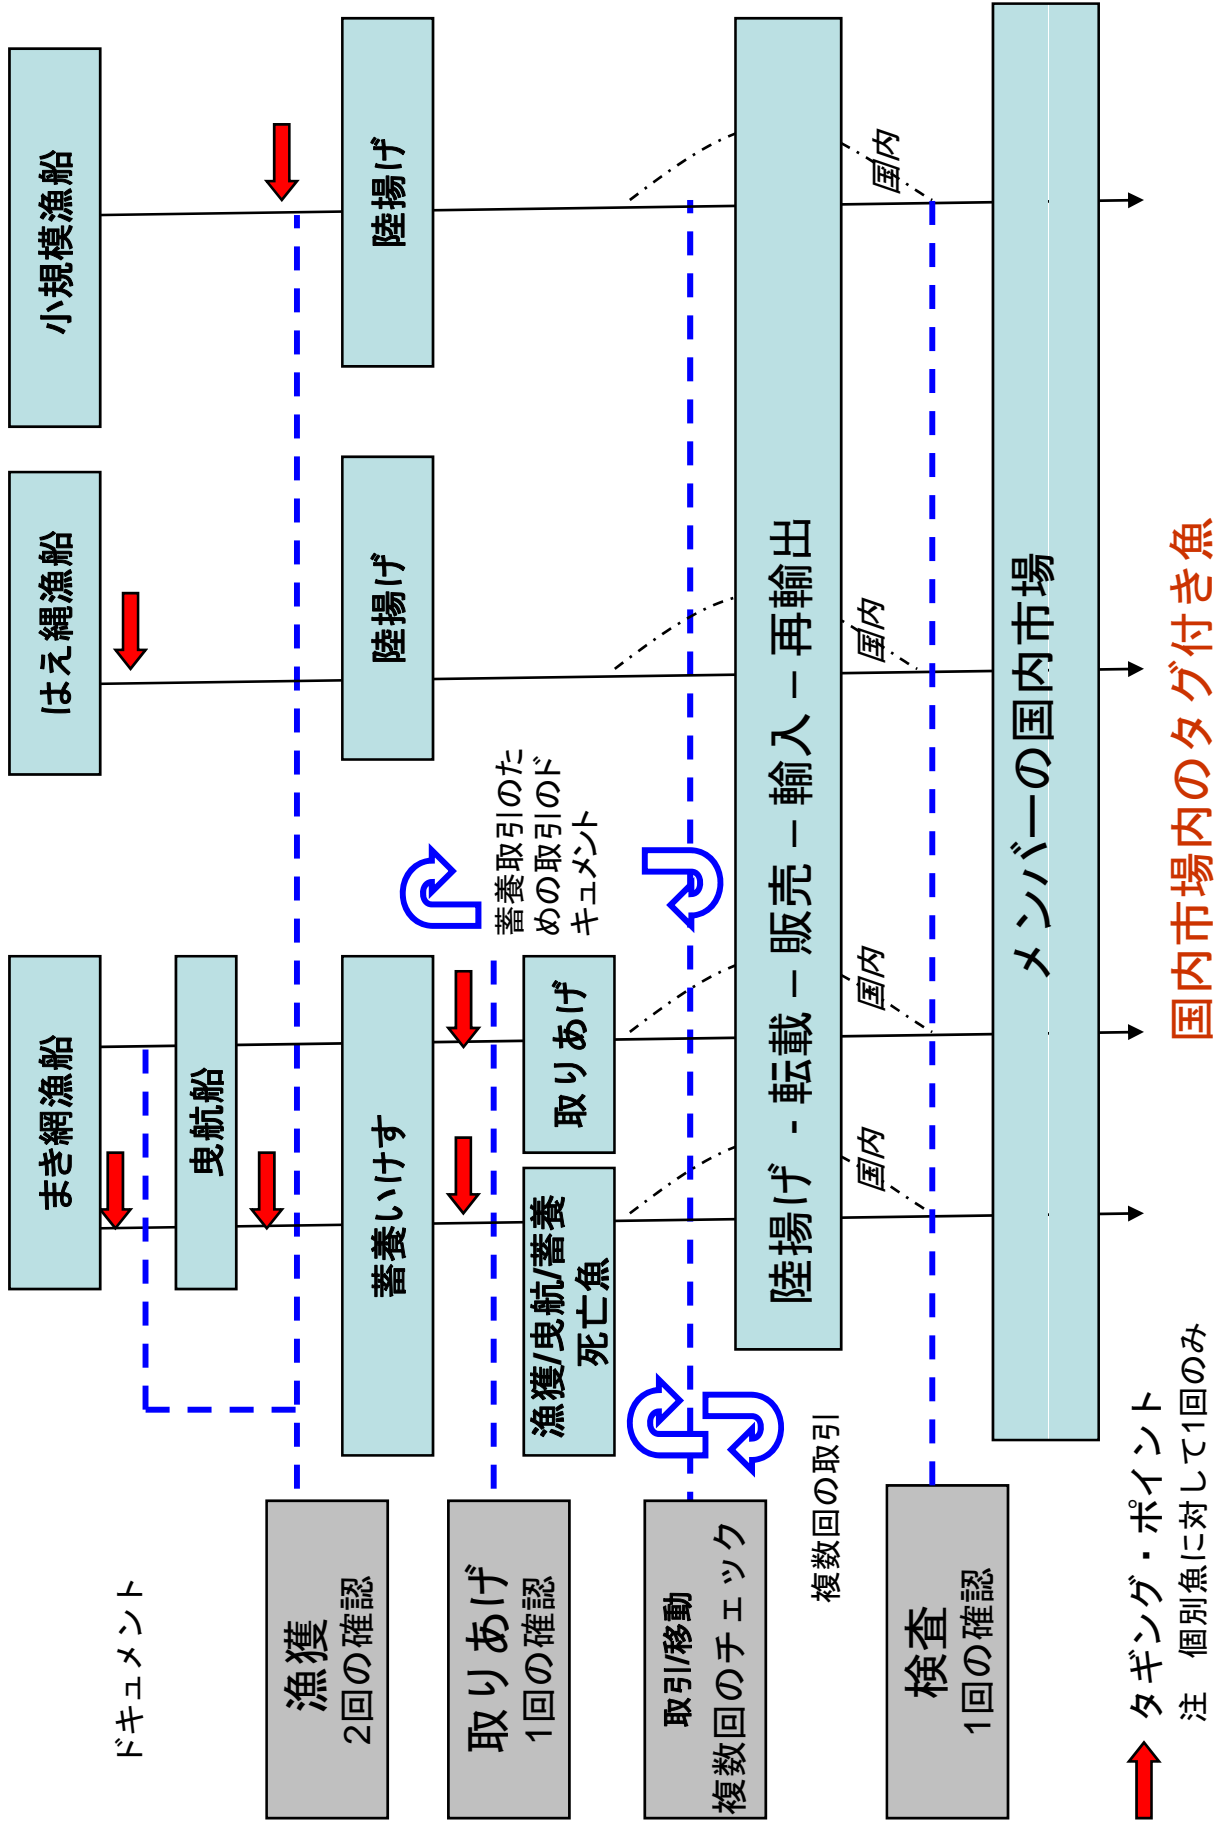 ドキュメント
まき網漁船
はえ縄漁船
小規模漁船
曳航船
漁獲
2回の確認
蓄養いけす
陸揚げ
陸揚げ
取りあげ
1回の確認
漁獲/曳航/蓄養
死亡魚
取りあげ
蓄養取引のた
めの取引のド
キュメント
取引/移動
複数回のチェック
陸揚げ - 転載 – 販売 – 輸入 – 再輸出
複数回の取引
国内
国内
国内
国内
検査
1回の確認
メンバーの国内市場
タギング・ポイント
注 個別魚に対して1回のみ
国内市場内のタグ付き魚